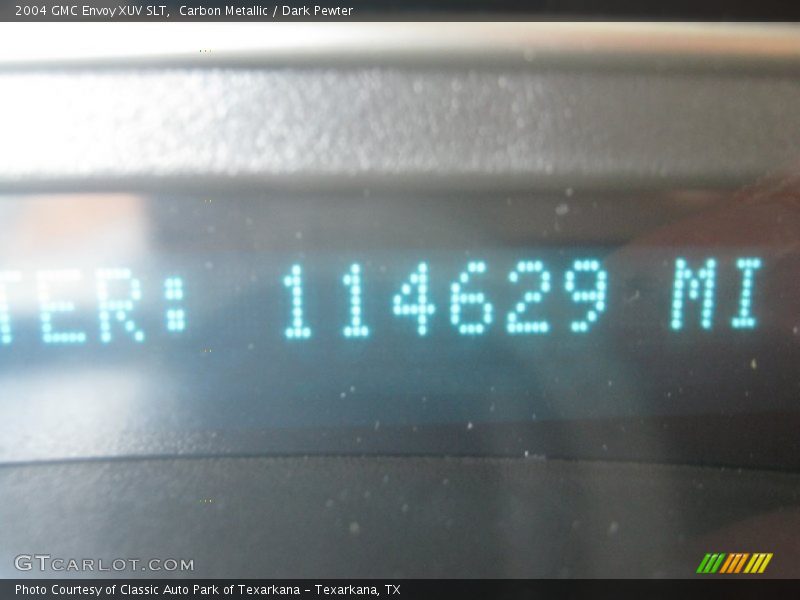 2004 GMC Envoy XUV SLT, Carbon Metallic / Dark Pewter
TER: 114629 MI
GTCARLOT.COM
Photo Courtesy of Classic Auto Park of Texarkana – Texarkana, TX